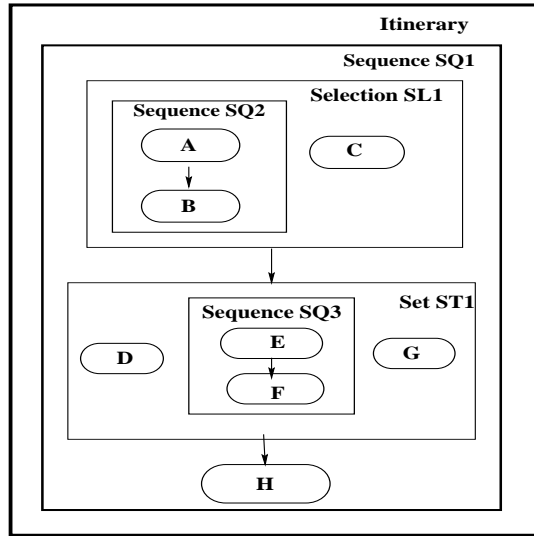 Itinerary
Sequence SQ1
Selection SL1
Sequence SQ2
A
C
B
Set ST1
Sequence SQ3
E
D
G
F
H